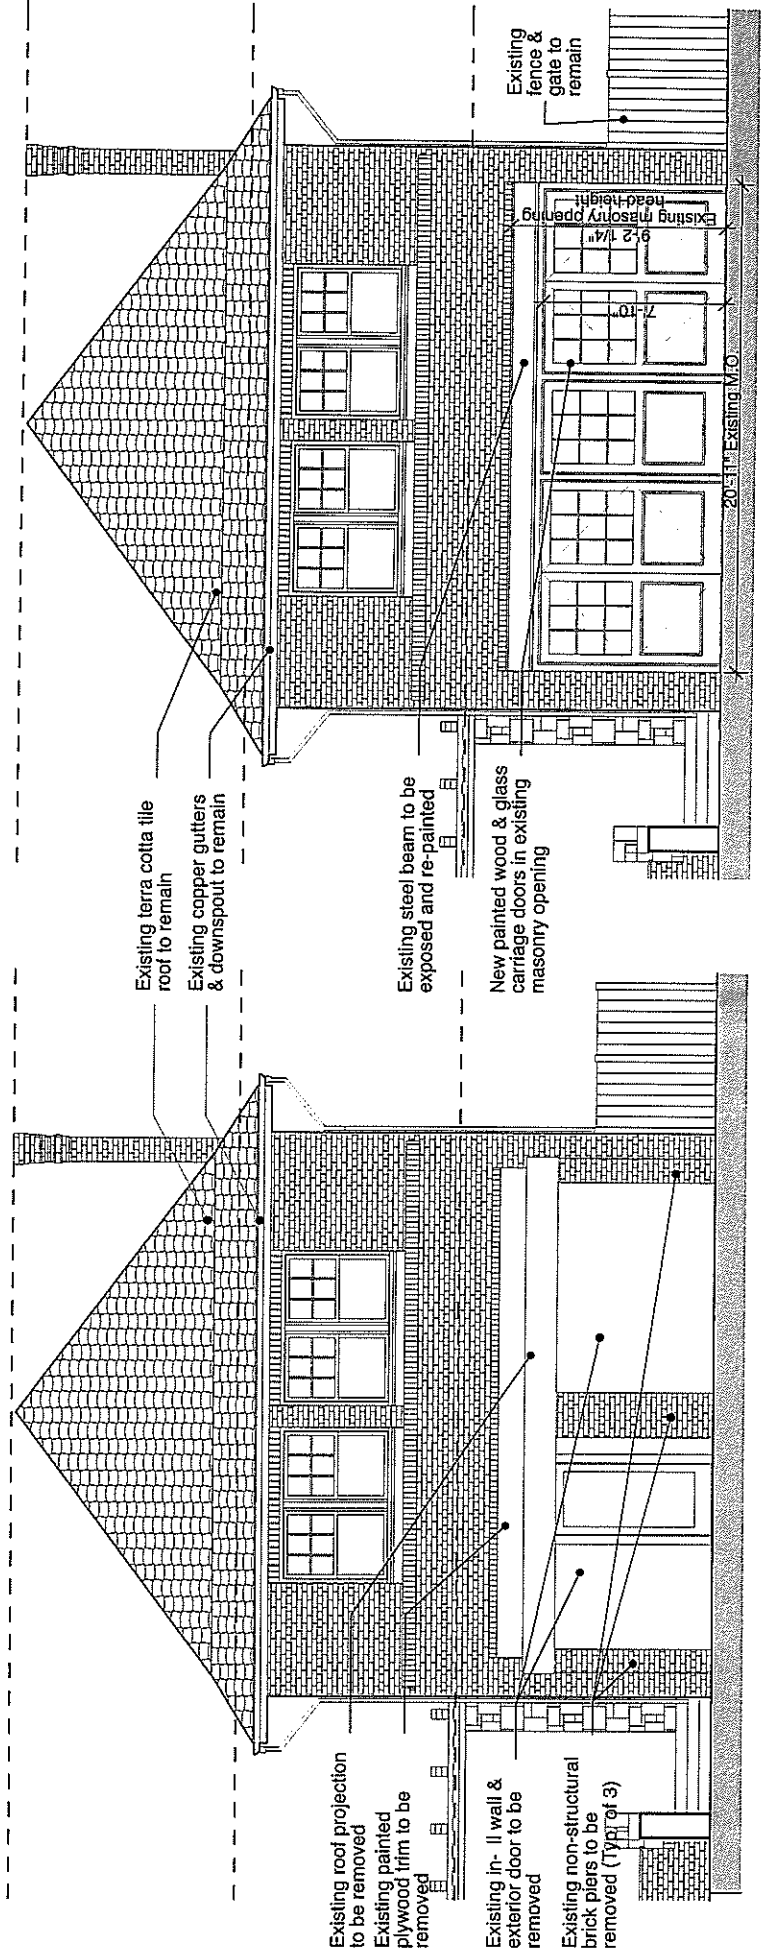 Existing roof projection
to be removed
Existing painted
plywood trim to be
removed
Existing in- ll wall &
exterior door to be
removed
Existing non-structural
brick piers to be
removed (Typ. of 3)
Existing terra cotta tile
roof to remain
Existing copper gutters
& downspout to remain
Existing steel beam to be
exposed and re-painted
New painted wood & glass
carriage doors in existing
masonry opening
Existing
fence &
gate to
remain
7'-10"
9'-2 1/4"
Existing masonry opening
head height
20'-11" Existing M.O.